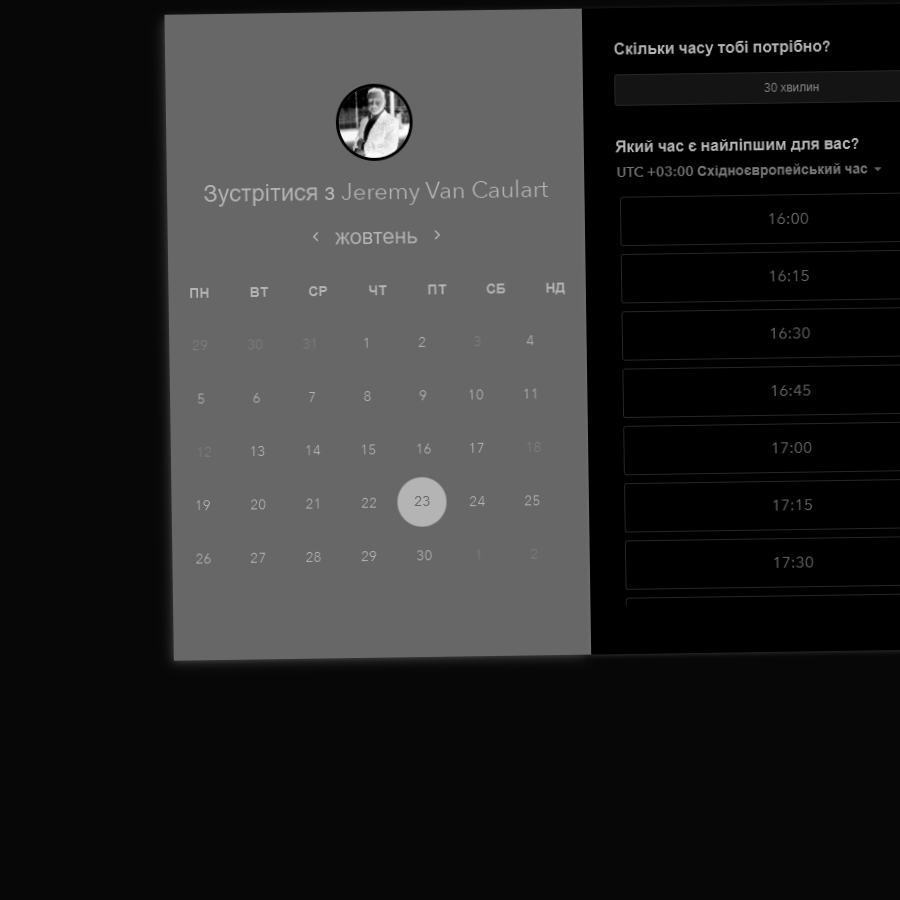 Зустрітися з Jeremy Van Caulart
жовтень
ПН ВТ СР ЧТ ПТ СБ НД
29 30 31 1 2 3 4
5 6 7 8 9 10 11
12 13 14 15 16 17 18
19 20 21 22 23 24 25
26 27 28 29 30 1 2
Скільки часу тобі потрібно?
30 хвилин
Який час є найліпшим для вас?
UTC +03:00 Східноєвропейський час
16:00
16:15
16:30
16:45
17:00
17:15
17:30